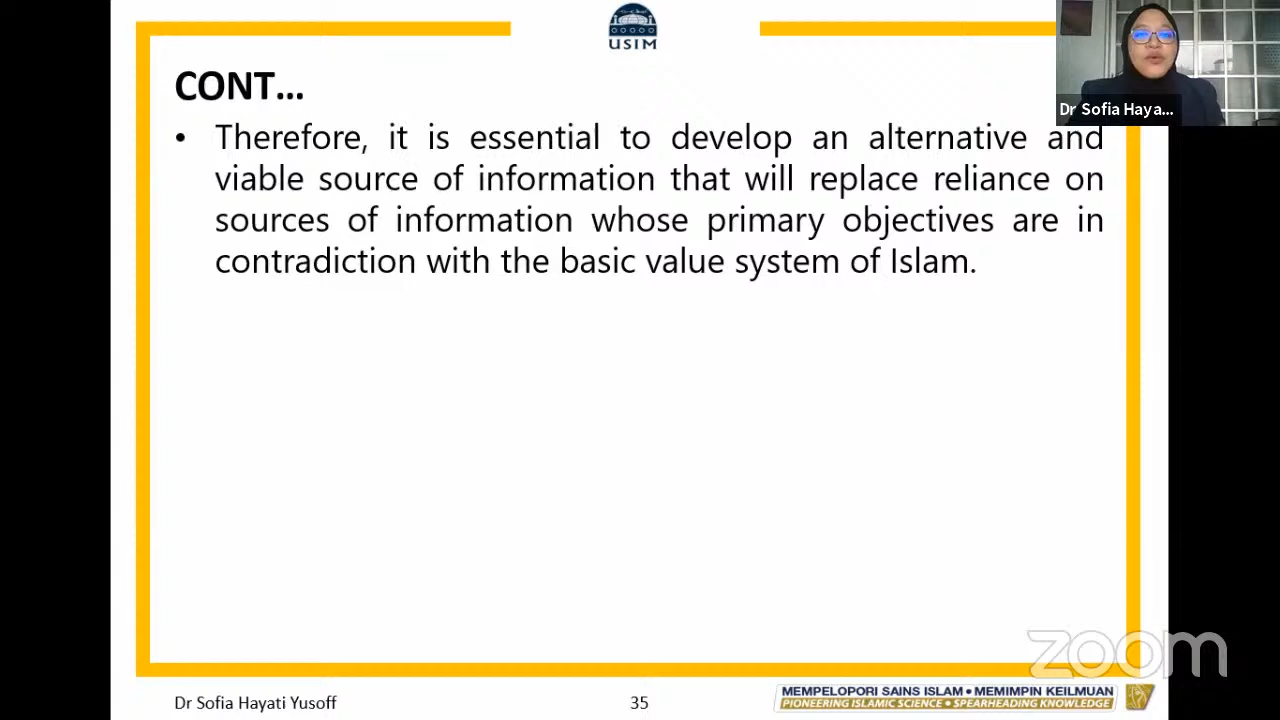 USIM
CONT...
Dr Sofia Haya...
• Therefore, it is essential to develop an alternative and
viable source of information that will replace reliance on
sources of information whose primary objectives are in
contradiction with the basic value system of Islam.
zoom
Dr Sofia Hayati Yusoff
35
MEMPELOPORI SAINS ISLAM • MEMIMPIN KEILMUAN
PIONEERING ISLAMIC SCIENCE • SPEARHEADING KNOWLEDGE